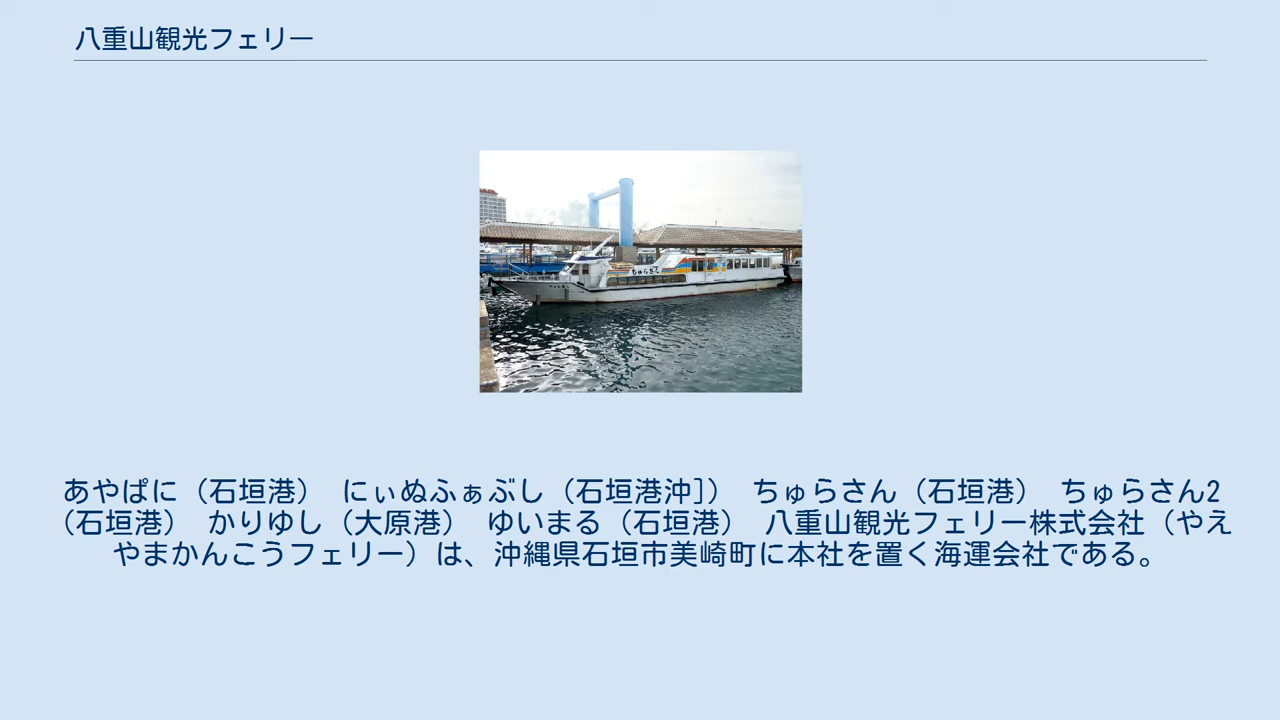 八重山観光フェリー
ちゅらさん
あやぱに（石垣港）　にぃぬふぁぶし（石垣港沖]）　ちゅらさん（石垣港）　ちゅらさん2
（石垣港）　かりゆし（大原港）　ゆいまる（石垣港）　八重山観光フェリー株式会社（やえ
やまかんこうフェリー）は、沖縄県石垣市美崎町に本社を置く海運会社である。